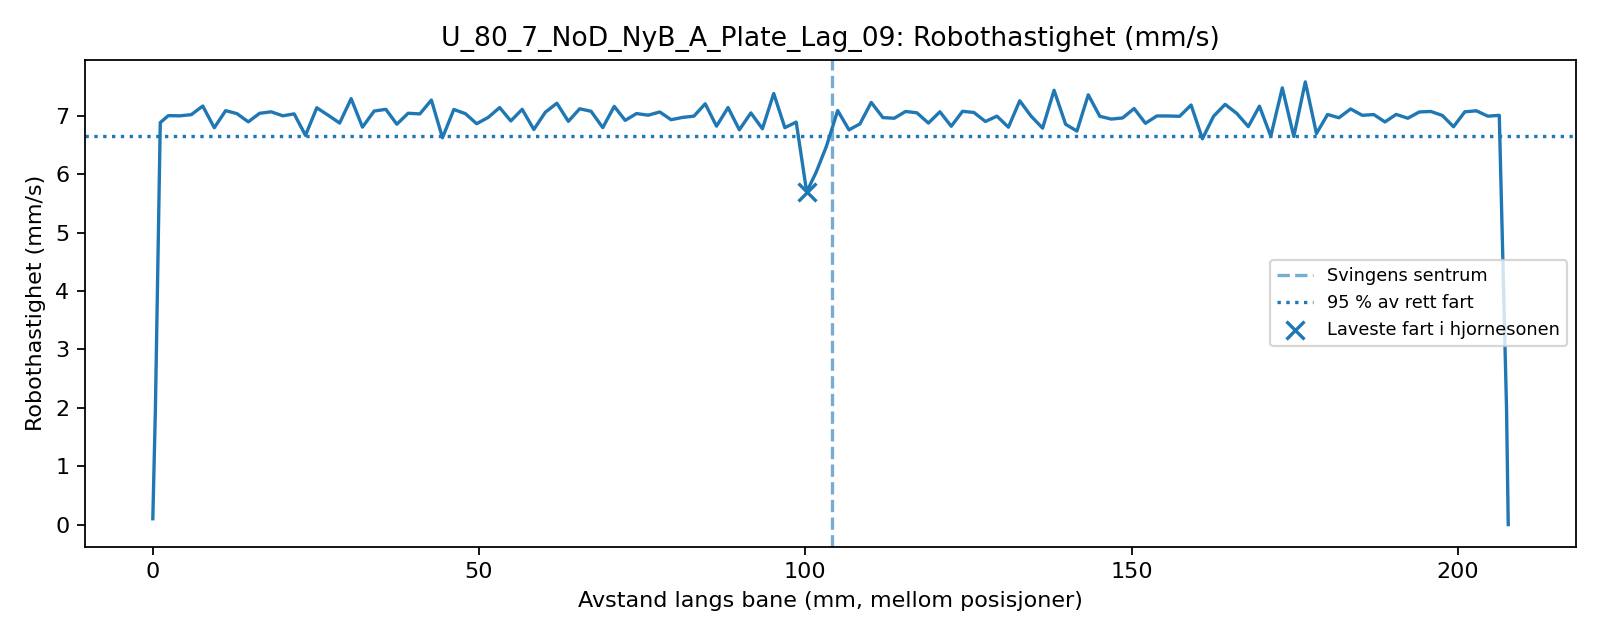 U_80_7_NoD_NyB_A_Plate_Lag_09: Robothastighet (mm/s)
Robothastighet (mm/s)
7
6
5
4
3
2
1
0
Svingens sentrum
95 % av rett fart
Laveste fart i hjornesonen
0 50 100 150 200
Avstand langs bane (mm, mellom posisjoner)